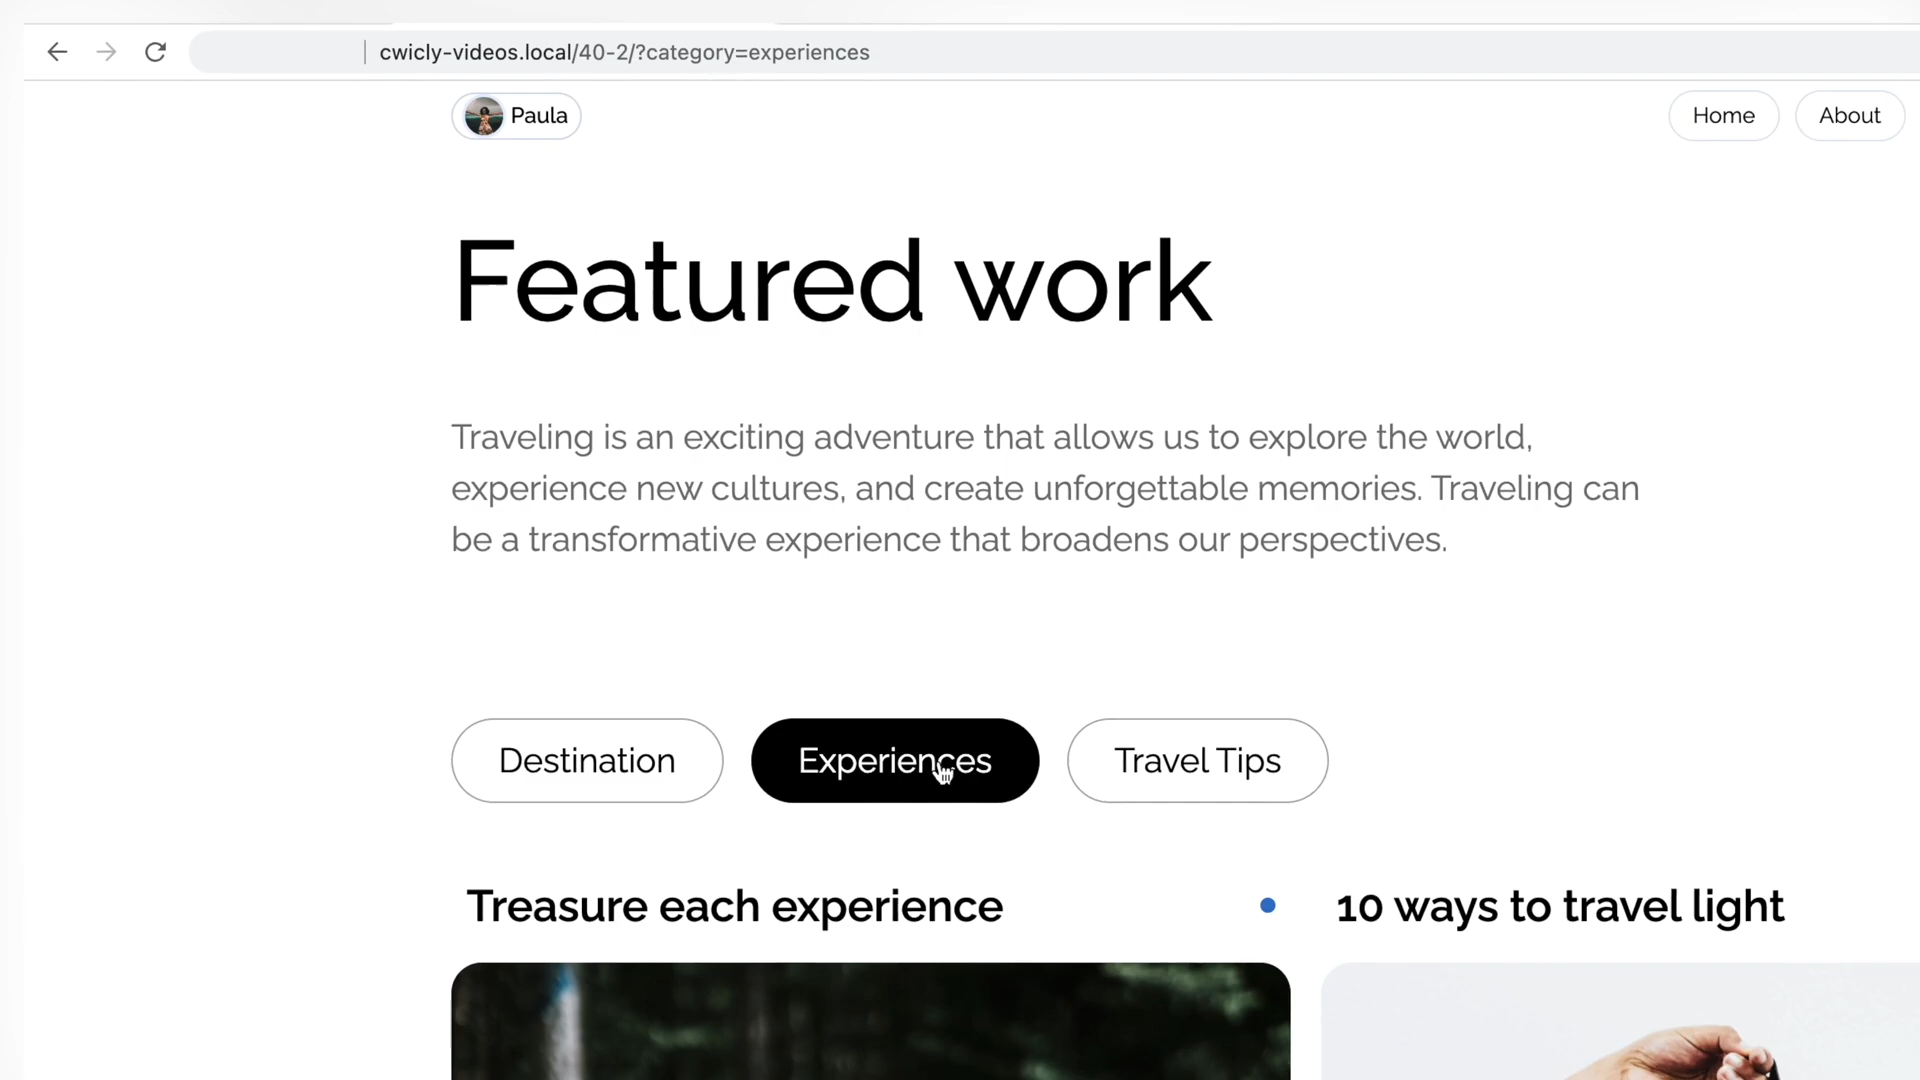 cwicly-videos.local/40-2/?category=experiences
Paula
Home
About
Featured work
Traveling is an exciting adventure that allows us to explore the world,
experience new cultures, and create unforgettable memories. Traveling can
be a transformative experience that broadens our perspectives.
Destination
Experiences
Travel Tips
Treasure each experience
10 ways to travel light